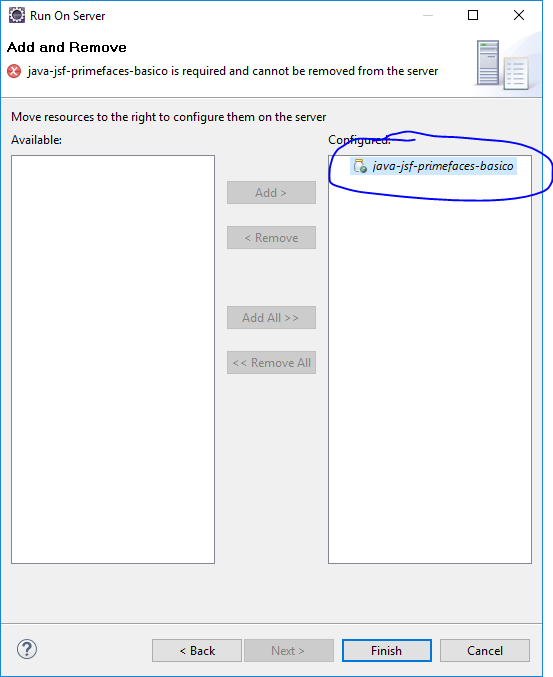 Run On Server
Add and Remove
java-jsf-primefaces-basico is required and cannot be removed from the server
Move resources to the right to configure them on the server
Available:
Configured:
java-jsf-primefaces-basico
Add >
< Remove
Add All >>
<< Remove All
?
< Back
Next >
Finish
Cancel